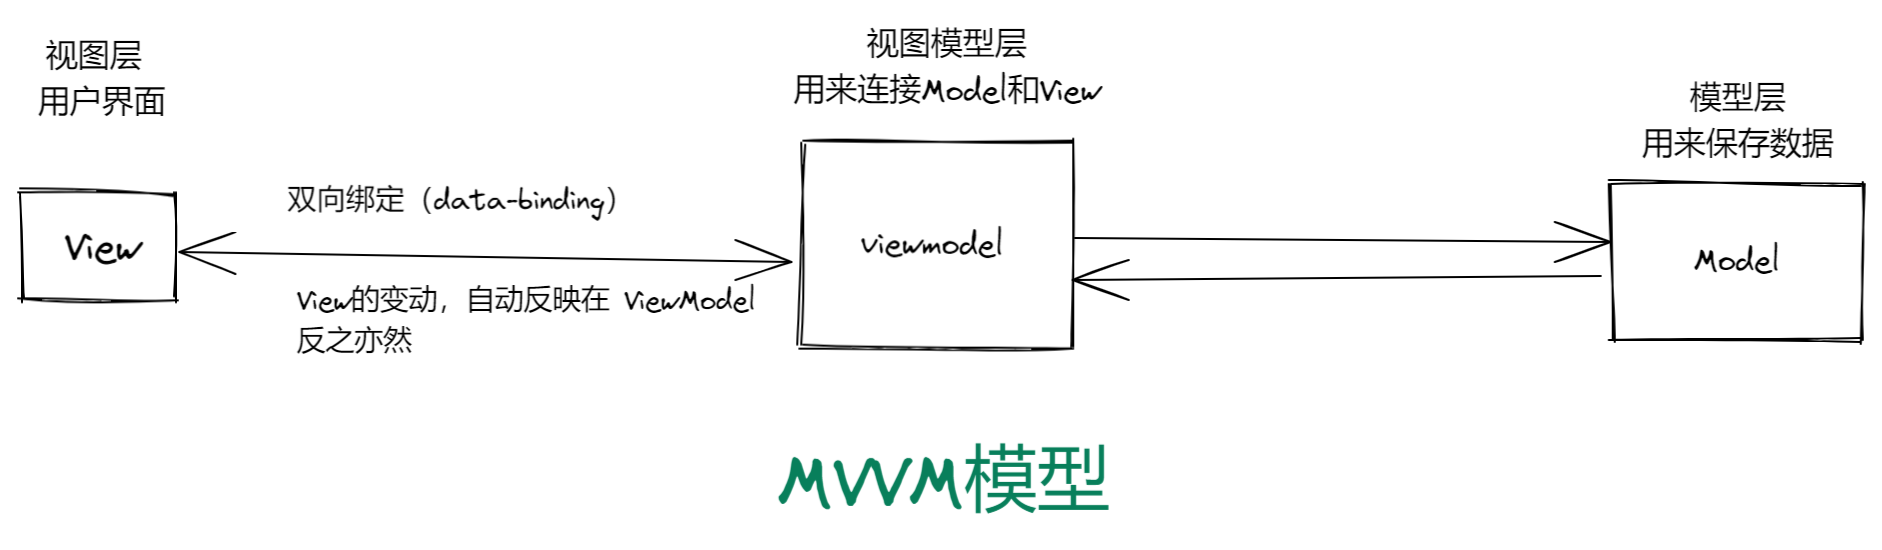 视图层
用户界面
视图模型层
用来连接Model和View
模型层
用来保存数据
View
双向绑定（data-binding）
View的变动，自动反映在 ViewModel
反之亦然
viewmodel
Model
MVVM模型